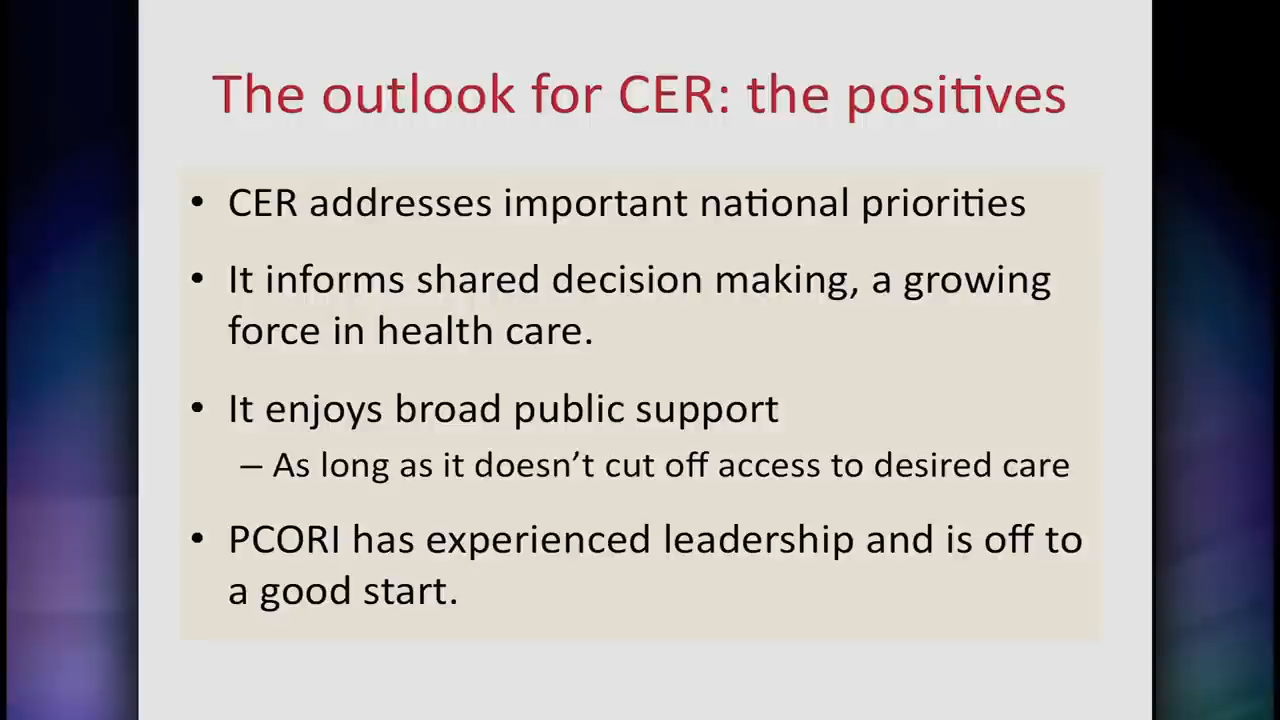 The outlook for CER: the positives
• CER addresses important national priorities
• It informs shared decision making, a growing
force in health care.
• It enjoys broad public support
– As long as it doesn’t cut off access to desired care
• PCORI has experienced leadership and is off to
a good start.